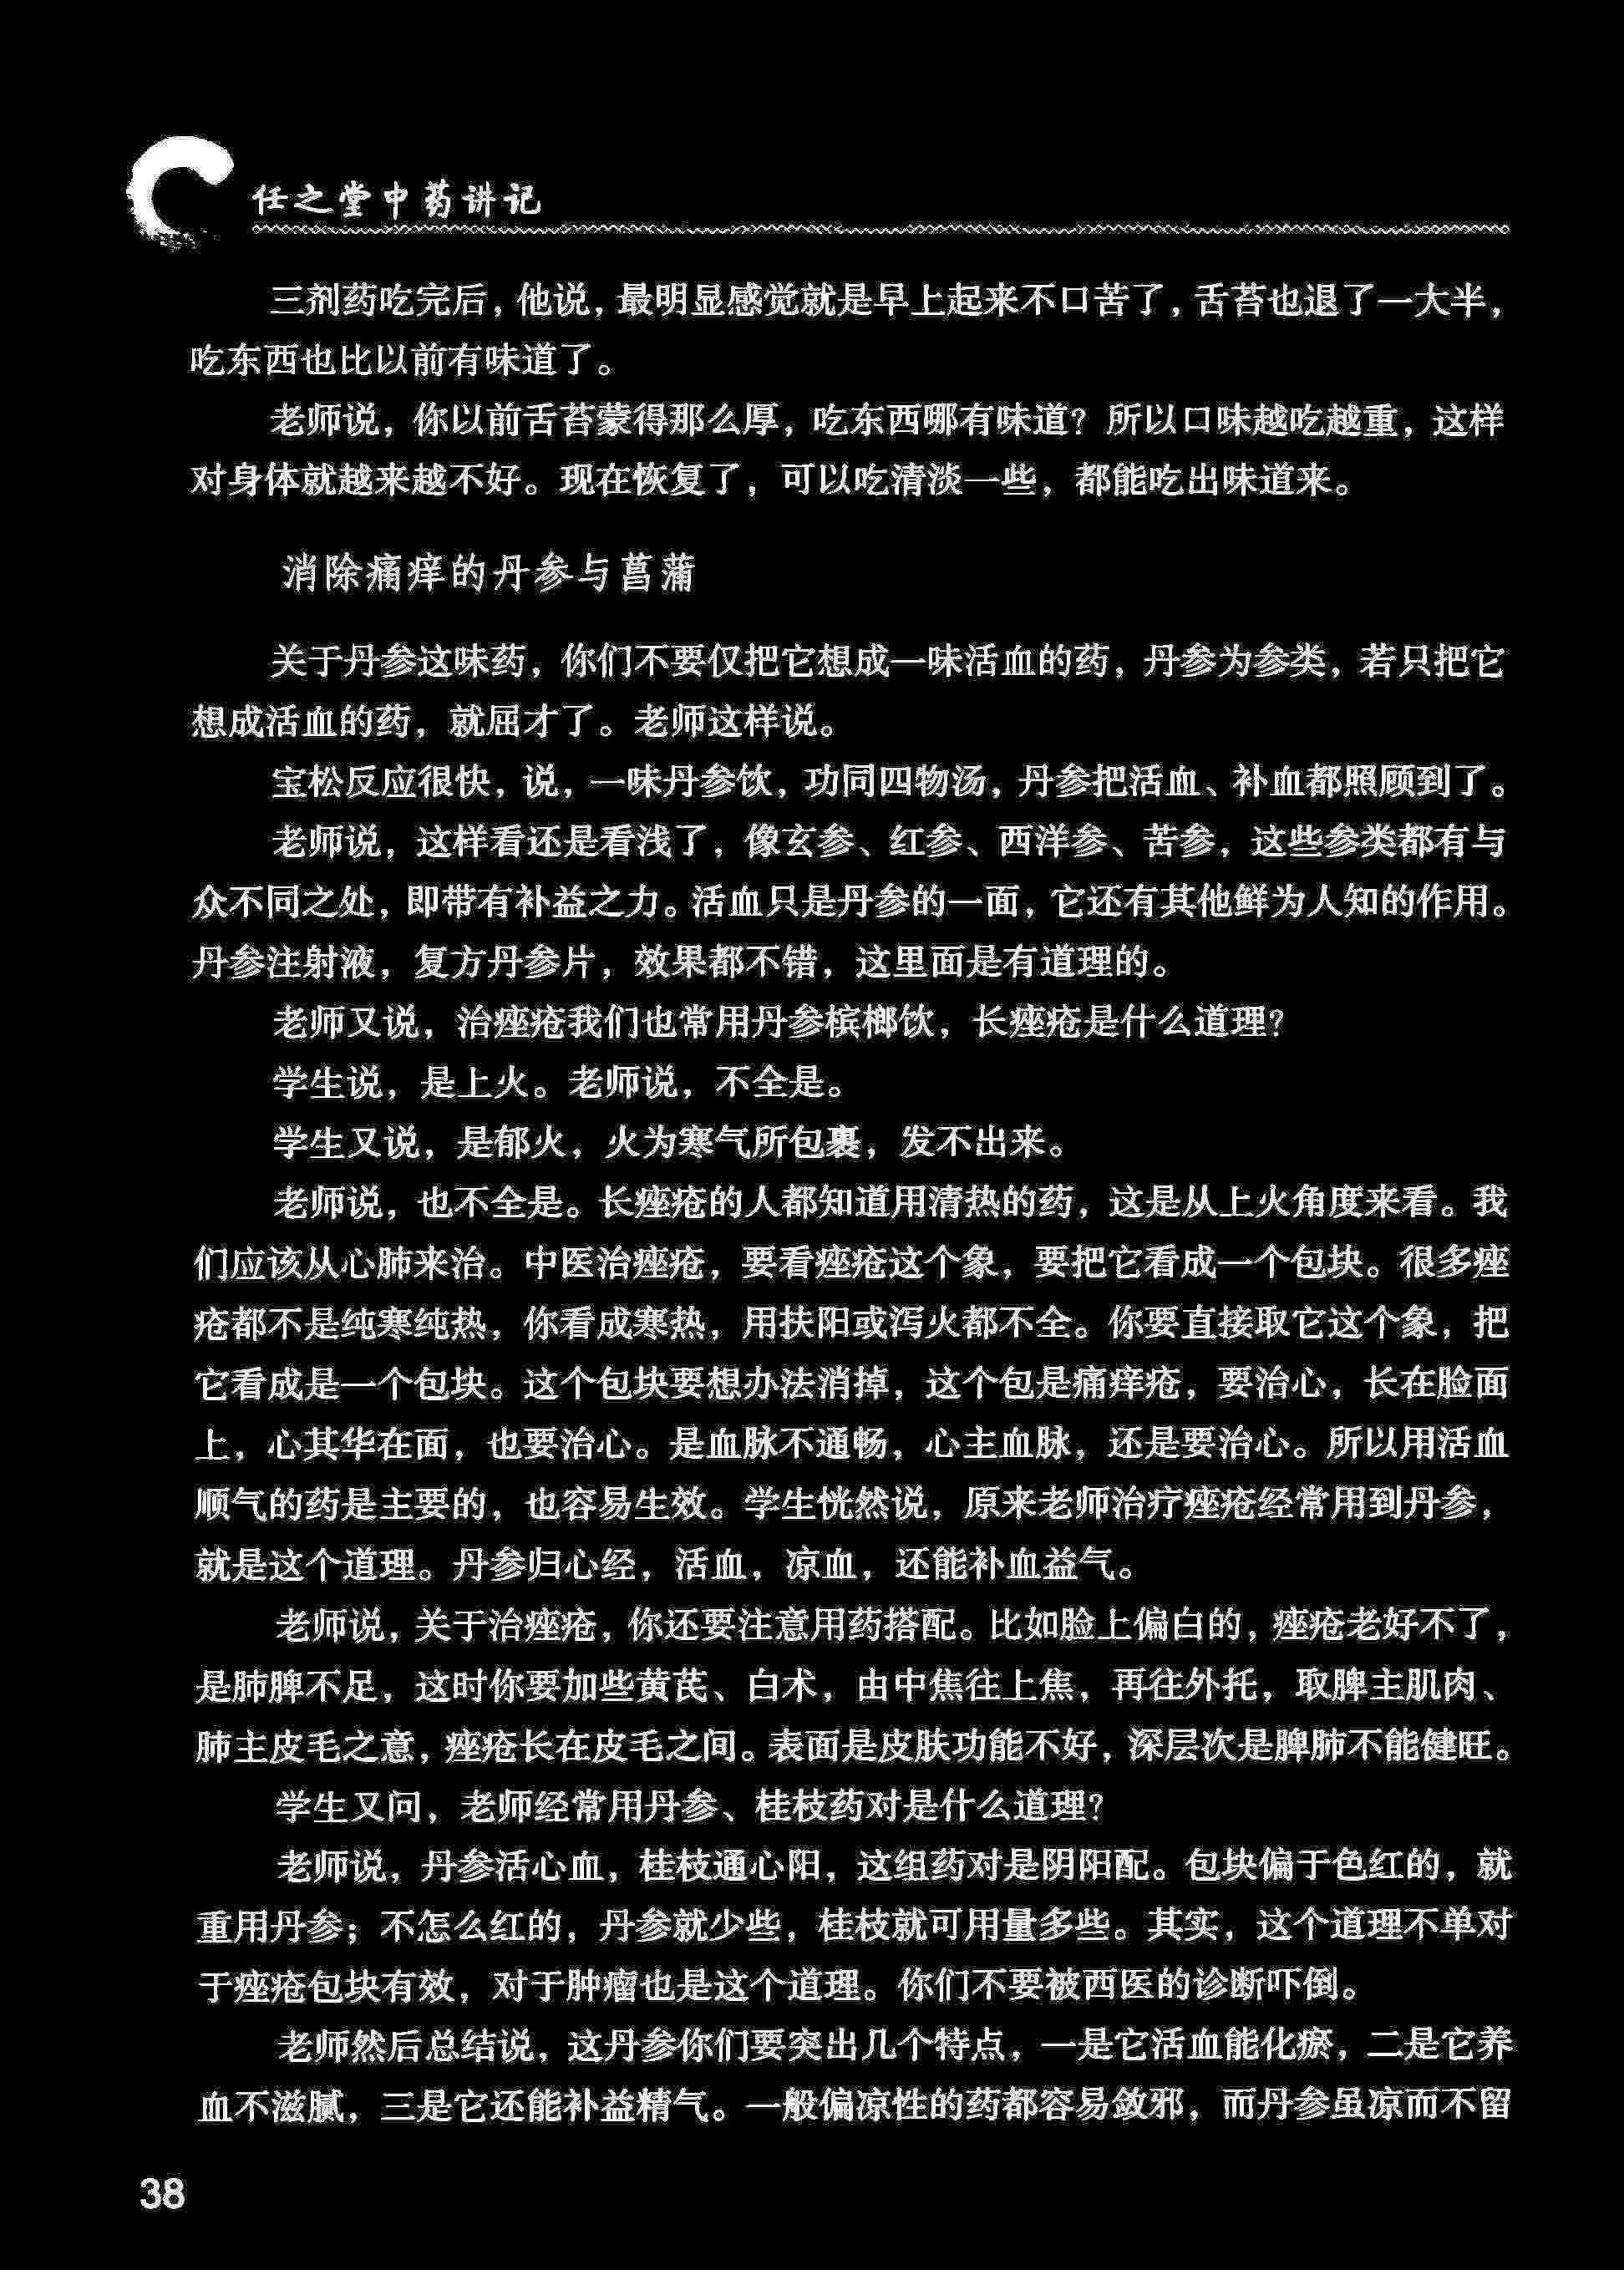 任之堂中药讲记
三剂药吃完后，他说，最明显感觉就是早上起来不口苦了，舌苔也退了一大半，
吃东西也比以前有味道了。
老师说，你以前舌苔蒙得那么厚，吃东西哪有味道？所以口味越吃越重，这样
对身体就越来越不好。现在恢复了，可以吃清淡一些，都能吃出味道来。
消除痛痒的丹参与菖蒲
关于丹参这味药，你们不要仅把它想成一味活血的药，丹参为参类，若只把它
想成活血的药，就屈才了。老师这样说。
宝松反应很快，说，一味丹参饮，功同四物汤，丹参把活血、补血都照顾到了。
老师说，这样看还是看浅了，像玄参、红参、西洋参、苦参，这些参类都有与
众不同之处，即带有补益之力。活血只是丹参的一面，它还有其他鲜为人知的作用。
丹参注射液，复方丹参片，效果都不错，这里面是有道理的。
老师又说，治痤疮我们也常用丹参槟榔饮，长痤疮是什么道理？
学生说，是上火。老师说，不全是。
学生又说，是郁火，火为寒气所包裹，发不出来。
老师说，也不全是。长痤疮的人都知道用清热的药，这是从上火角度来看。我
们应该从心肺来治。中医治痤疮，要看痤疮这个象，要把它看成一个包块。很多痤
疮都不是纯寒纯热，你看成寒热，用扶阳或泻火都不全。你要直接取它这个象，把
它看成是一个包块。这个包块要想办法消掉，这个包是痛痒疮，要治心，长在脸面
上，心其华在面，也要治心。是血脉不通畅，心主血脉，还是要治心。所以用活血
顺气的药是主要的，也容易生效。学生恍然说，原来老师治疗痤疮经常用到丹参，
就是这个道理。丹参归心经，活血，凉血，还能补血益气。
老师说，关于治痤疮，你还要注意用药搭配。比如脸上偏白的，痤疮老好不了，
是肺脾不足，这时你要加些黄芪、白术，由中焦往上焦，再往外托，取脾主肌肉、
肺主皮毛之意，痤疮长在皮毛之间。表面是皮肤功能不好，深层次是脾肺不能健旺。
学生又问，老师经常用丹参、桂枝药对是什么道理？
老师说，丹参活心血，桂枝通心阳，这组药对是阴阳配。包块偏于色红的，就
重用丹参；不怎么红的，丹参就少些，桂枝就可用量多些。其实，这个道理不单对
于痤疮包块有效，对于肿瘤也是这个道理。你们不要被西医的诊断吓倒。
老师然后总结说，这丹参你们要突出几个特点，一是它活血能化瘀，二是它养
血不滋腻，三是它还能补益精气。一般偏凉性的药都容易敛邪，而丹参虽凉而不留
38